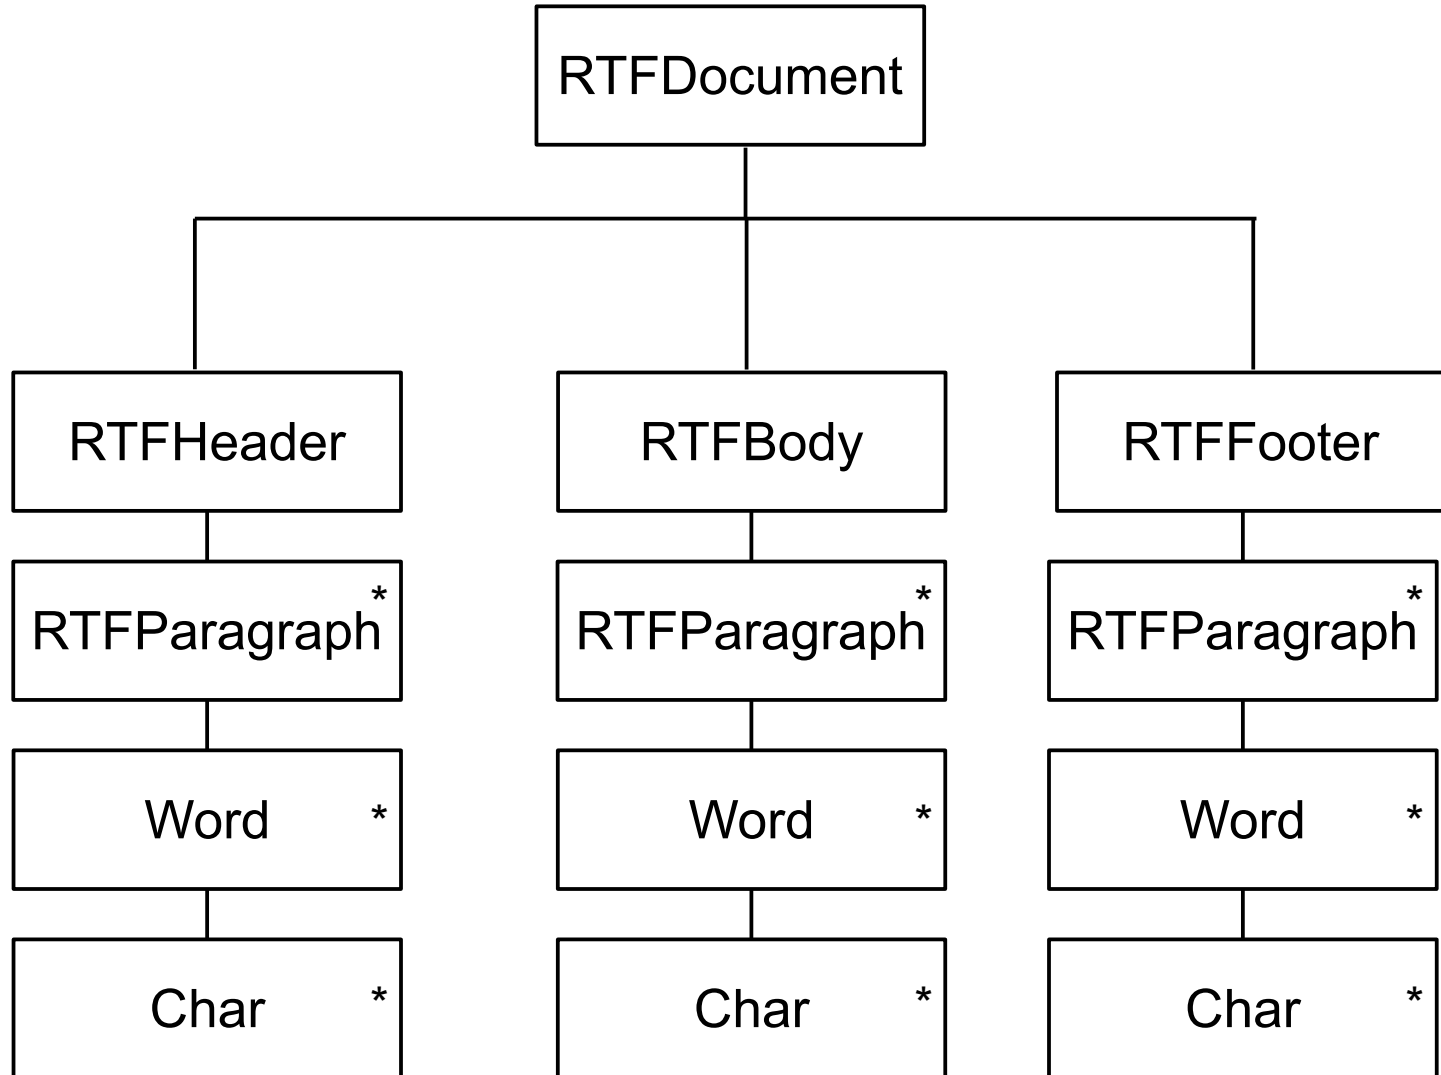 RTFDocument
RTFHeader RTFBody RTFFooter
RTFParagraph* RTFParagraph* RTFParagraph*
Word * Word * Word *
Char * Char * Char *